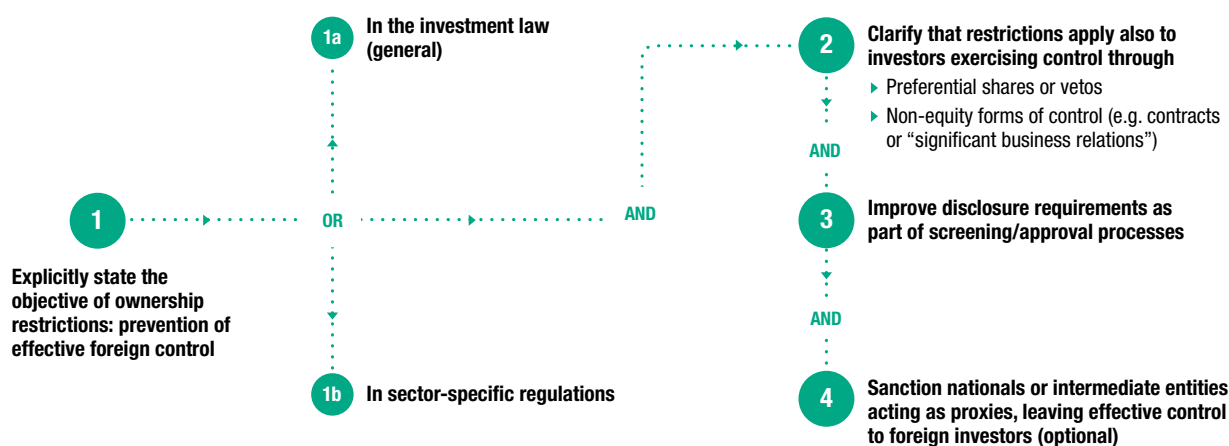 1
Explicitly state the
objective of ownership
restrictions: prevention of
effective foreign control
OR
1a
In the investment law
(general)
1b
In sector-specific regulations
AND
2
Clarify that restrictions apply also to
investors exercising control through
Preferential shares or vetos
Non-equity forms of control (e.g. contracts
or “significant business relations”)
AND
3
Improve disclosure requirements as
part of screening/approval processes
AND
4
Sanction nationals or intermediate entities
acting as proxies, leaving effective control
to foreign investors (optional)